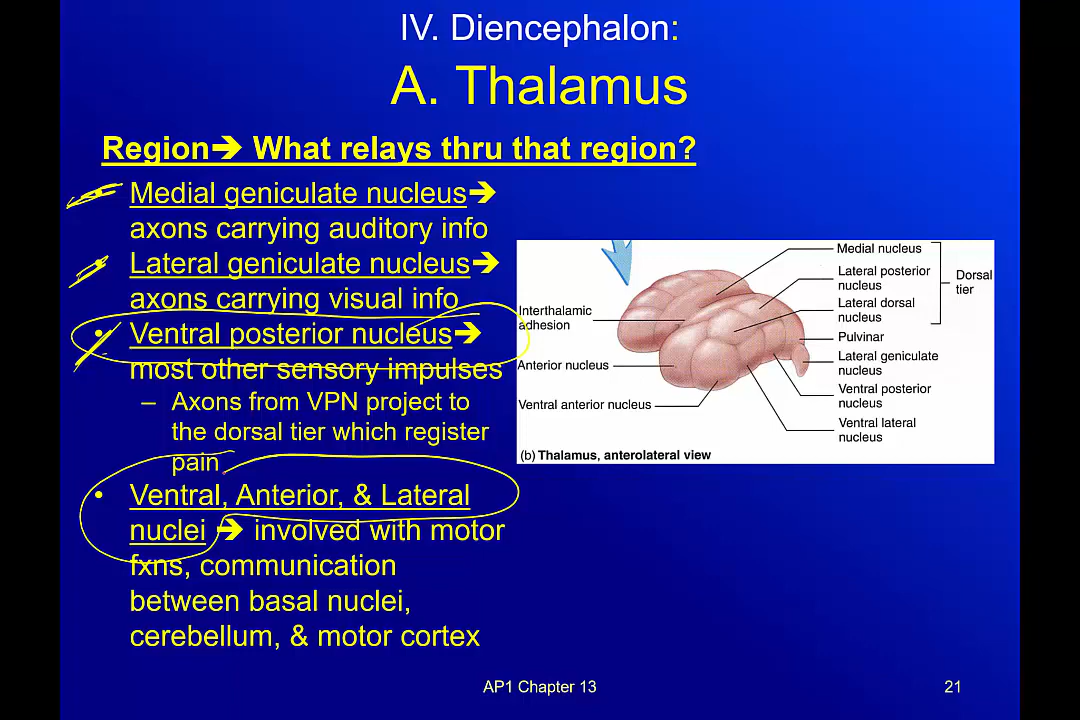 IV. Diencephalon:
A. Thalamus
Region➔ What relays thru that region?
• Medial geniculate nucleus➔
axons carrying auditory info
• Lateral geniculate nucleus➔
axons carrying visual info
• Ventral posterior nucleus➔
most other sensory impulses
– Axons from VPN project to
the dorsal tier which register
pain
• Ventral, Anterior, & Lateral
nuclei ➔ involved with motor
fxns, communication
between basal nuclei,
cerebellum, & motor cortex
Interthalamic
adhesion
Anterior nucleus
Ventral anterior nucleus
Medial nucleus
Lateral posterior
nucleus
Lateral dorsal
nucleus
Dorsal
tier
Pulvinar
Lateral geniculate
nucleus
Ventral posterior
nucleus
Ventral lateral
nucleus
(b) Thalamus, anterolateral view
AP1 Chapter 13
21